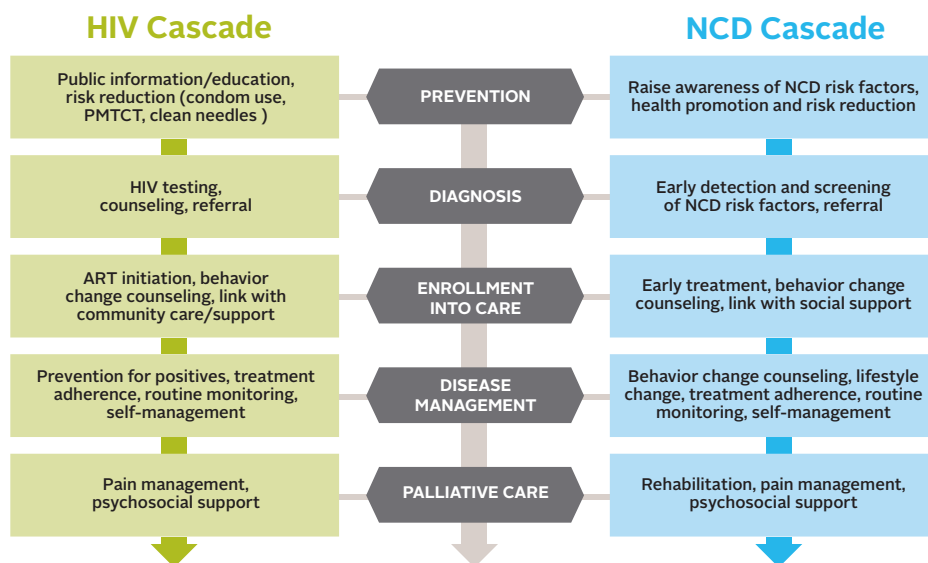 HIV Cascade
NCD Cascade
Public information/education,
risk reduction (condom use,
PMTCT, clean needles )
PREVENTION
Raise awareness of NCD risk factors,
health promotion and risk reduction
HIV testing,
counseling, referral
DIAGNOSIS
Early detection and screening
of NCD risk factors, referral
ART initiation, behavior
change counseling, link with
community care/support
ENROLLMENT
INTO CARE
Early treatment, behavior change
counseling, link with social support
Prevention for positives, treatment
adherence, routine monitoring,
self-management
DISEASE
MANAGEMENT
Behavior change counseling, lifestyle
change, treatment adherence, routine
monitoring, self-management
Pain management,
psychosocial support
PALLIATIVE CARE
Rehabilitation, pain management,
psychosocial support